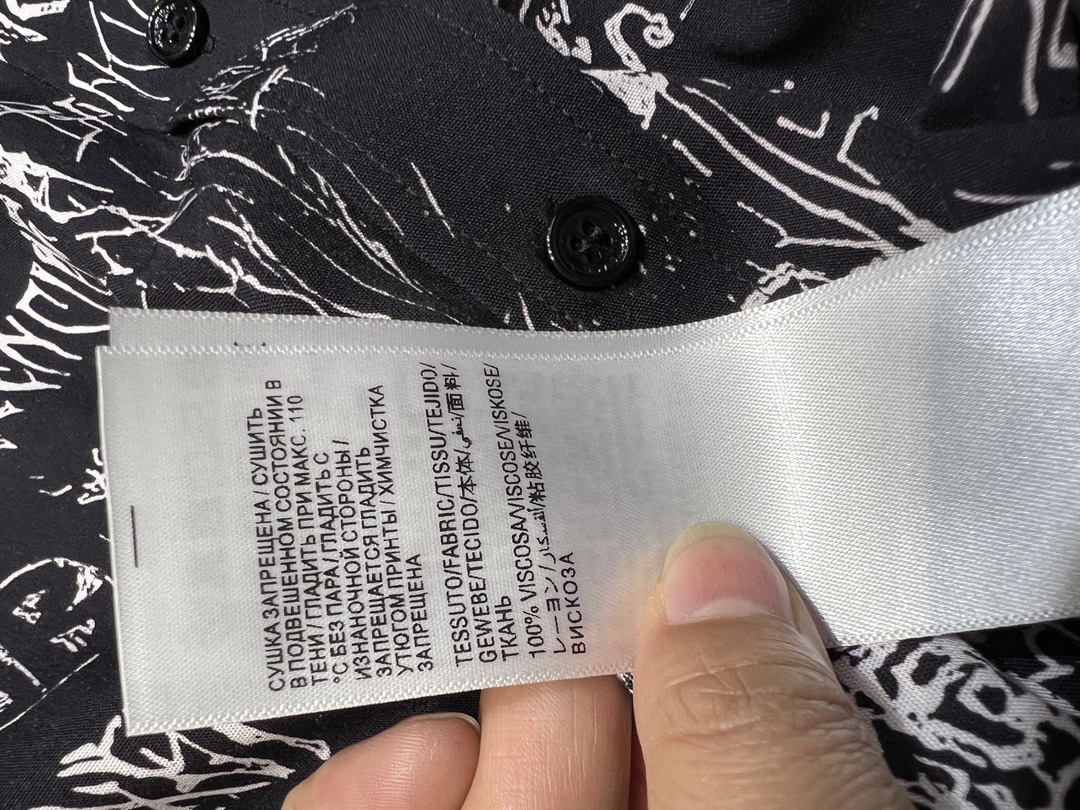 СУШКА ЗАПРЕЩЕНА / СУШИТЬ
В ПОДВЕШЕННОМ СОСТОЯНИИ В
ТЕНИ / ГЛАДИТЬ ПРИ МАКС. 110
°С БЕЗ ПАРА / ГЛАДИТЬ С
ИЗНАНОЧНОЙ СТОРОНЫ /
ЗАПРЕЩАЕТСЯ ГЛАДИТЬ
УТЮГОМ ПРИНТЫ / ХИМЧИСТКА
ЗАПРЕЩЕНА
TESSUTO/FABRIC/TISSU/TEJIDO/
GEWEBE/TECIDO/本体/نسيج/面料/
ТКАНЬ
100% VISCOSA/VISCOSE/VISKOSE/
レーヨン/الفسكوز/粘胶纤维/
ВИСКОЗА